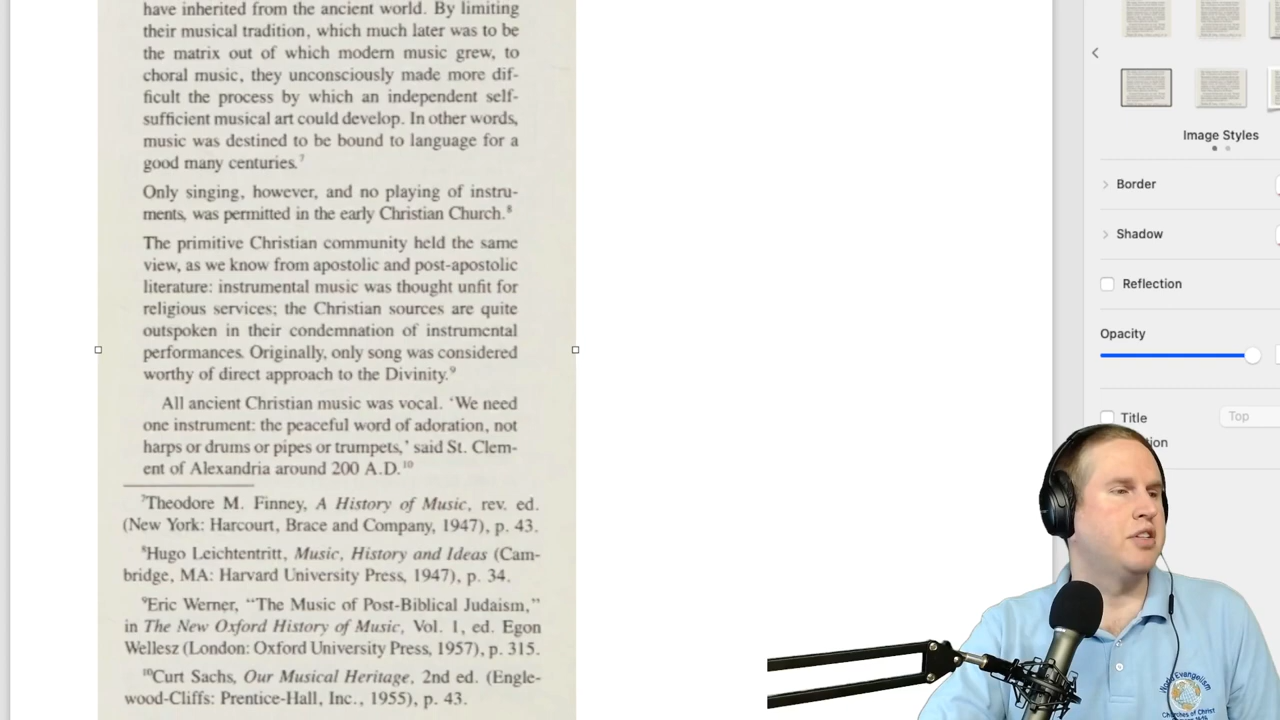 have inherited from the ancient world. By limiting
their musical tradition, which much later was to be
the matrix out of which modern music grew, to
choral music, they unconsciously made more dif-
ficult the process by which an independent self-
sufficient musical art could develop. In other words,
music was destined to be bound to language for a
good many centuries.⁷
Only singing, however, and no playing of instru-
ments, was permitted in the early Christian Church.⁸
The primitive Christian community held the same
view, as we know from apostolic and post-apostolic
literature: instrumental music was thought unfit for
religious services; the Christian sources are quite
outspoken in their condemnation of instrumental
performances. Originally, only song was considered
worthy of direct approach to the Divinity.⁹
All ancient Christian music was vocal. ‘We need
one instrument: the peaceful word of adoration, not
harps or drums or pipes or trumpets,’ said St. Clem-
ent of Alexandria around 200 A.D.¹⁰
⁷Theodore M. Finney, A History of Music, rev. ed.
(New York: Harcourt, Brace and Company, 1947), p. 43.
⁸Hugo Leichtentritt, Music, History and Ideas (Cam-
bridge, MA: Harvard University Press, 1947), p. 34.
⁹Eric Werner, “The Music of Post-Biblical Judaism,”
in The New Oxford History of Music, Vol. 1, ed. Egon
Wellesz (London: Oxford University Press, 1957), p. 315.
¹⁰Curt Sachs, Our Musical Heritage, 2nd ed. (Engle-
wood-Cliffs: Prentice-Hall, Inc., 1955), p. 43.
Image Styles
Border
Shadow
Reflection
Opacity
Title
Top
tion
World Evangelism
Churches of Christ